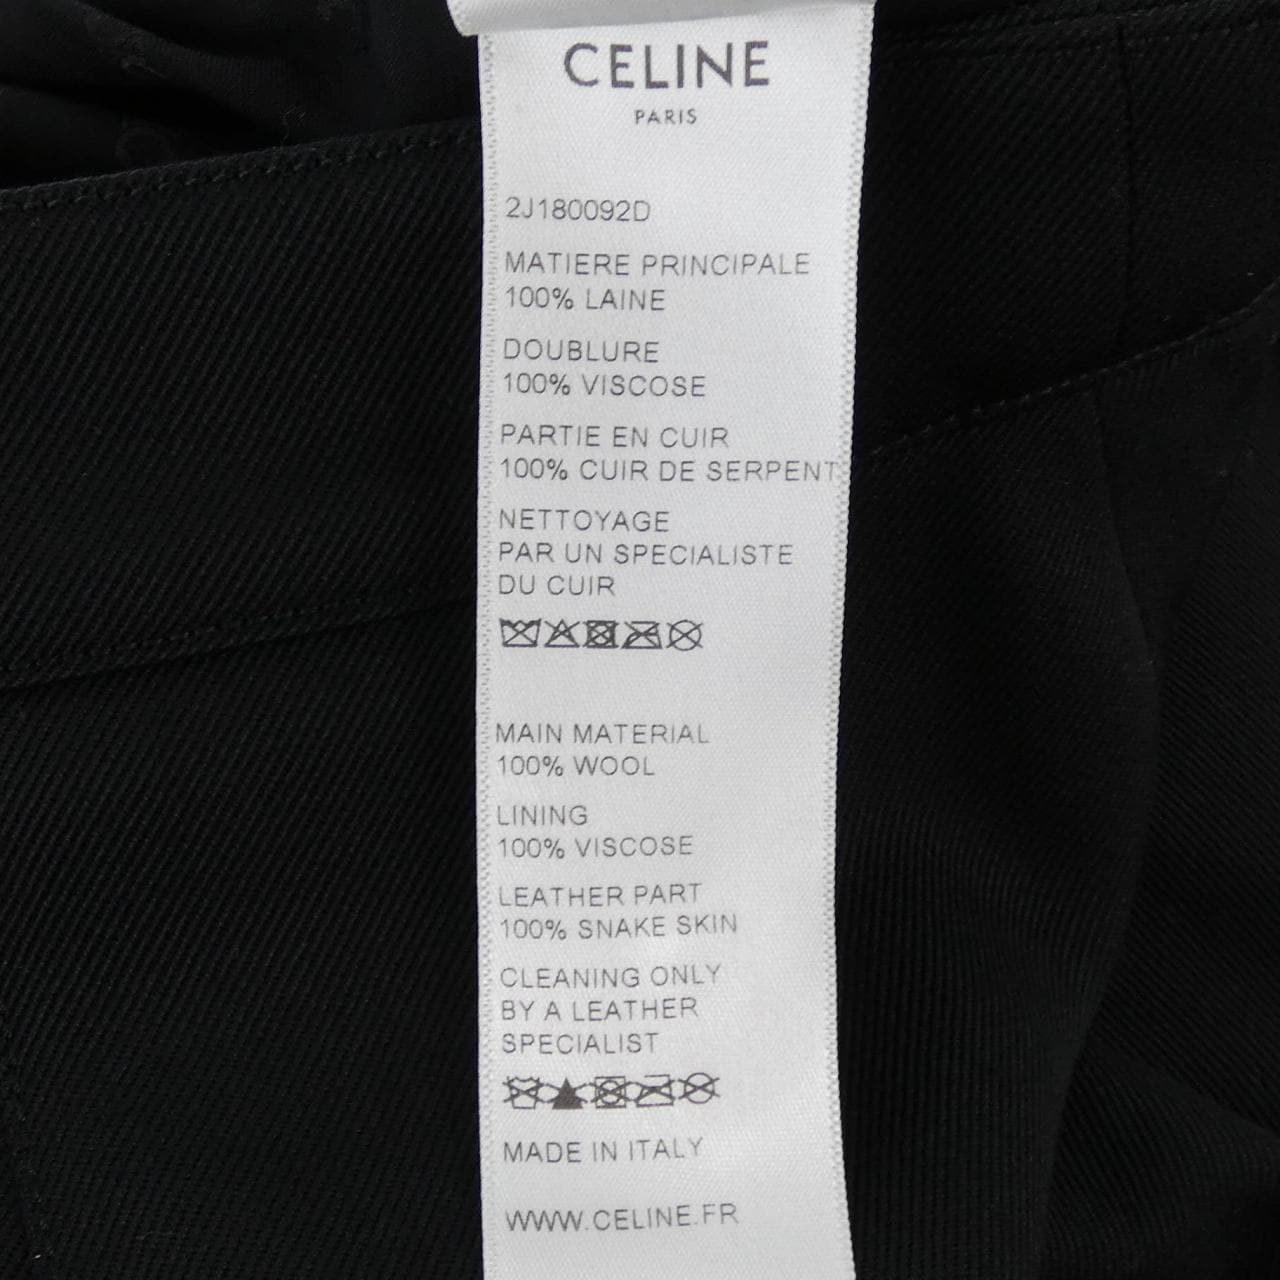 CELINE
PARIS
2J180092D
MATIERE PRINCIPALE
100% LAINE
DOUBLURE
100% VISCOSE
PARTIE EN CUIR
100% CUIR DE SERPENT
NETTOYAGE
PAR UN SPECIALISTE
DU CUIR
MAIN MATERIAL
100% WOOL
LINING
100% VISCOSE
LEATHER PART
100% SNAKE SKIN
CLEANING ONLY
BY A LEATHER
SPECIALIST
MADE IN ITALY
WWW.CELINE.FR